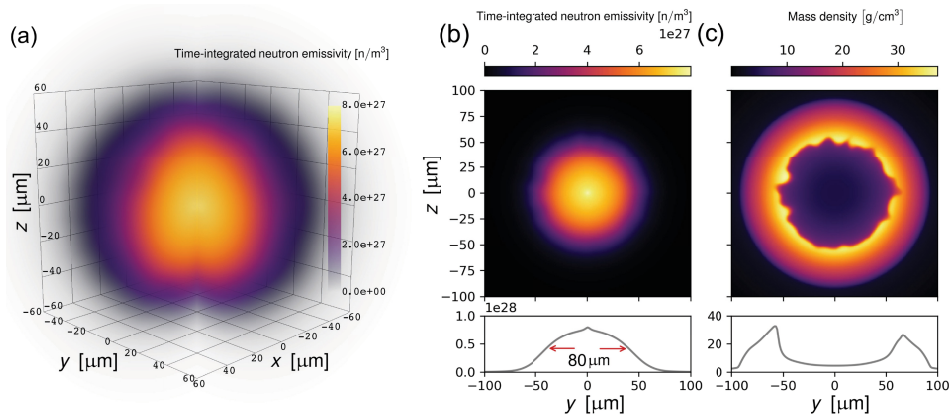 (a)
Time-integrated neutron emissivity [n/m³]
60
40
20
0
−20
−40
−60
z [μm]
8.0e+27
6.0e+27
4.0e+27
2.0e+27
0.0e+00
−60
−40
−20
0
20
40
60
y [μm]
−60
−40
−20
0
20
40
60
x [μm]
(b)
Time-integrated neutron emissivity [n/m³]
1e27
0 2 4 6
100
75
50
25
0
−25
−50
−75
−100
z [μm]
1e28
1.0
0.5
0.0
80 μm
−100 −50 0 50 100
y [μm]
(c)
Mass density [g/cm³]
10 20 30
40
20
0
−100 −50 0 50 100
y [μm]